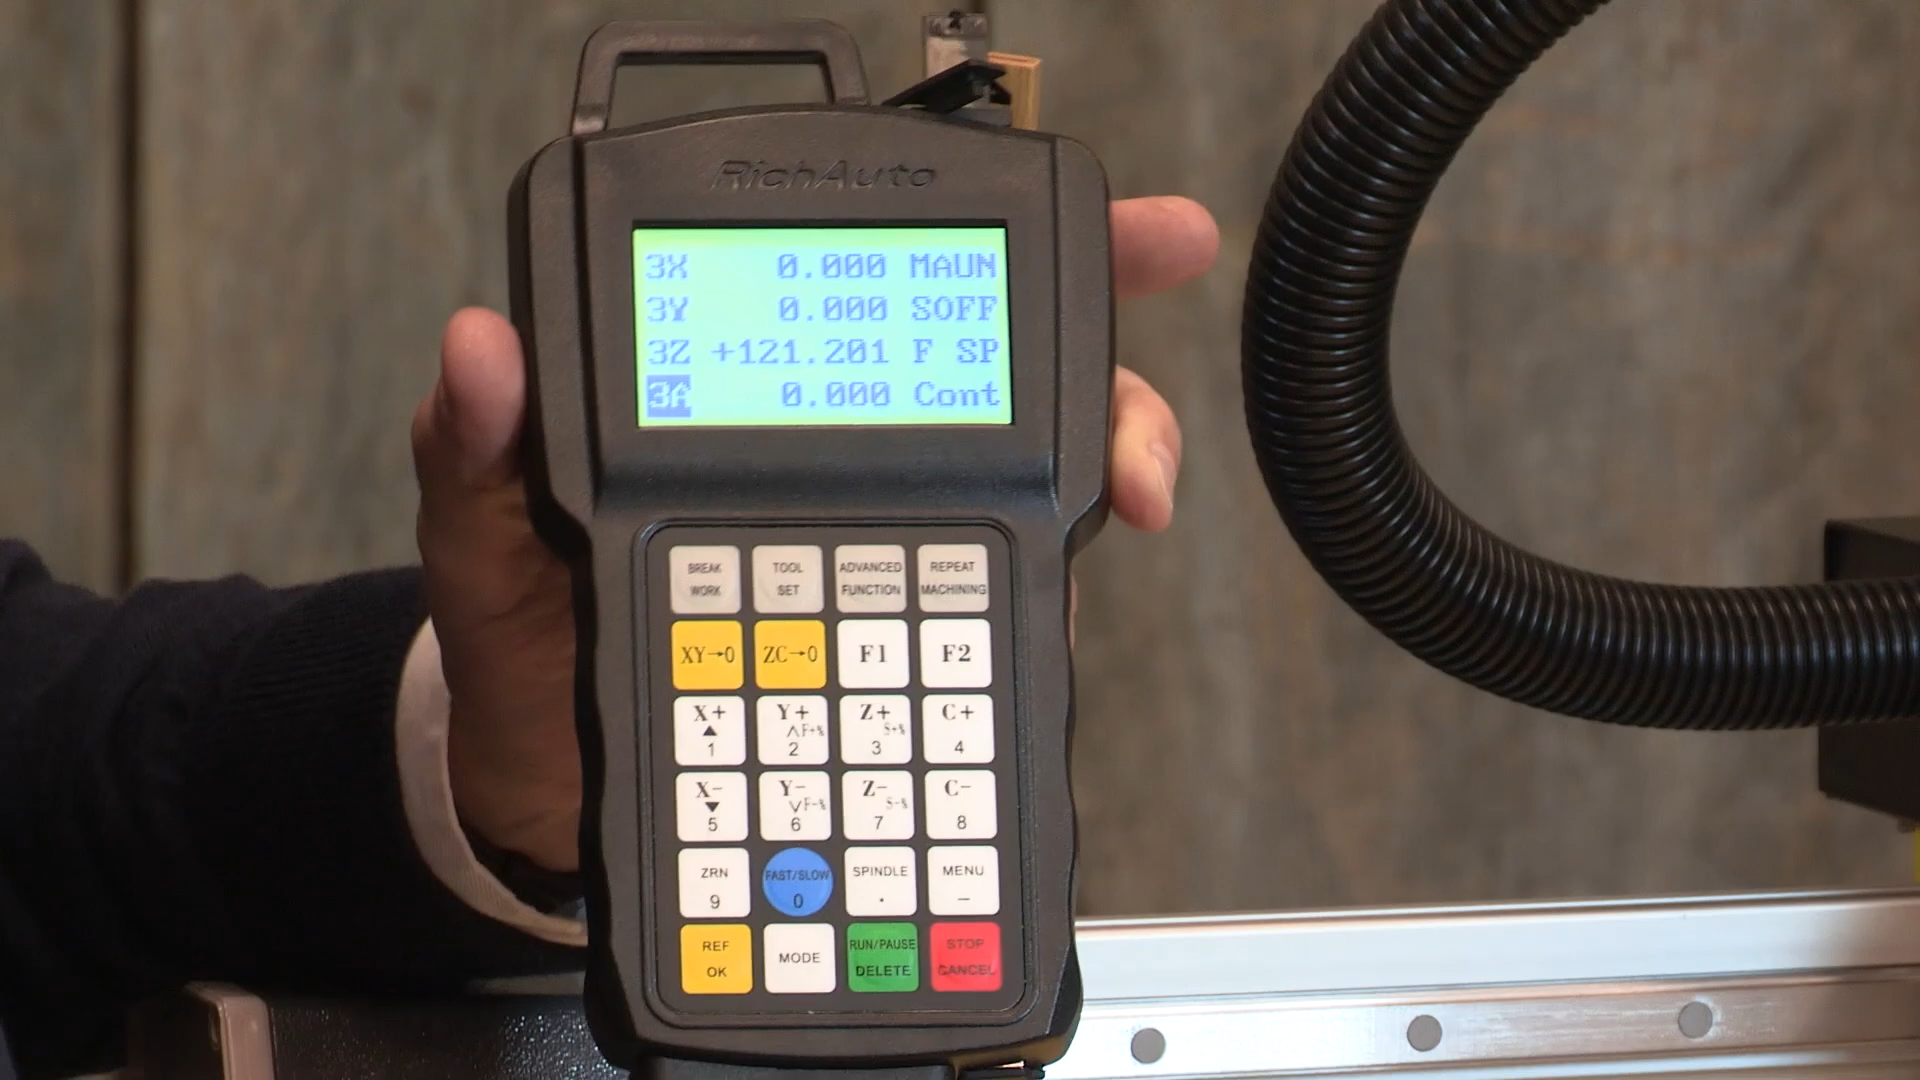 RichAuto
3X 0.000 MAUN
3Y 0.000 SOFF
3Z +121.201 F SP
3A 0.000 Cont
BREAK WORK
TOOL SET
ADVANCED FUNCTION
REPEAT MACHINING
XY→0
ZC→0
F1
F2
X+ ▲ 1
Y+ ∧F+% 2
Z+ S+% 3
C+ 4
X- ▼ 5
Y- ∨F-% 6
Z- S-% 7
C- 8
ZRN 9
FAST/SLOW 0
SPINDLE .
MENU –
REF OK
MODE
RUN/PAUSE DELETE
STOP CANCEL